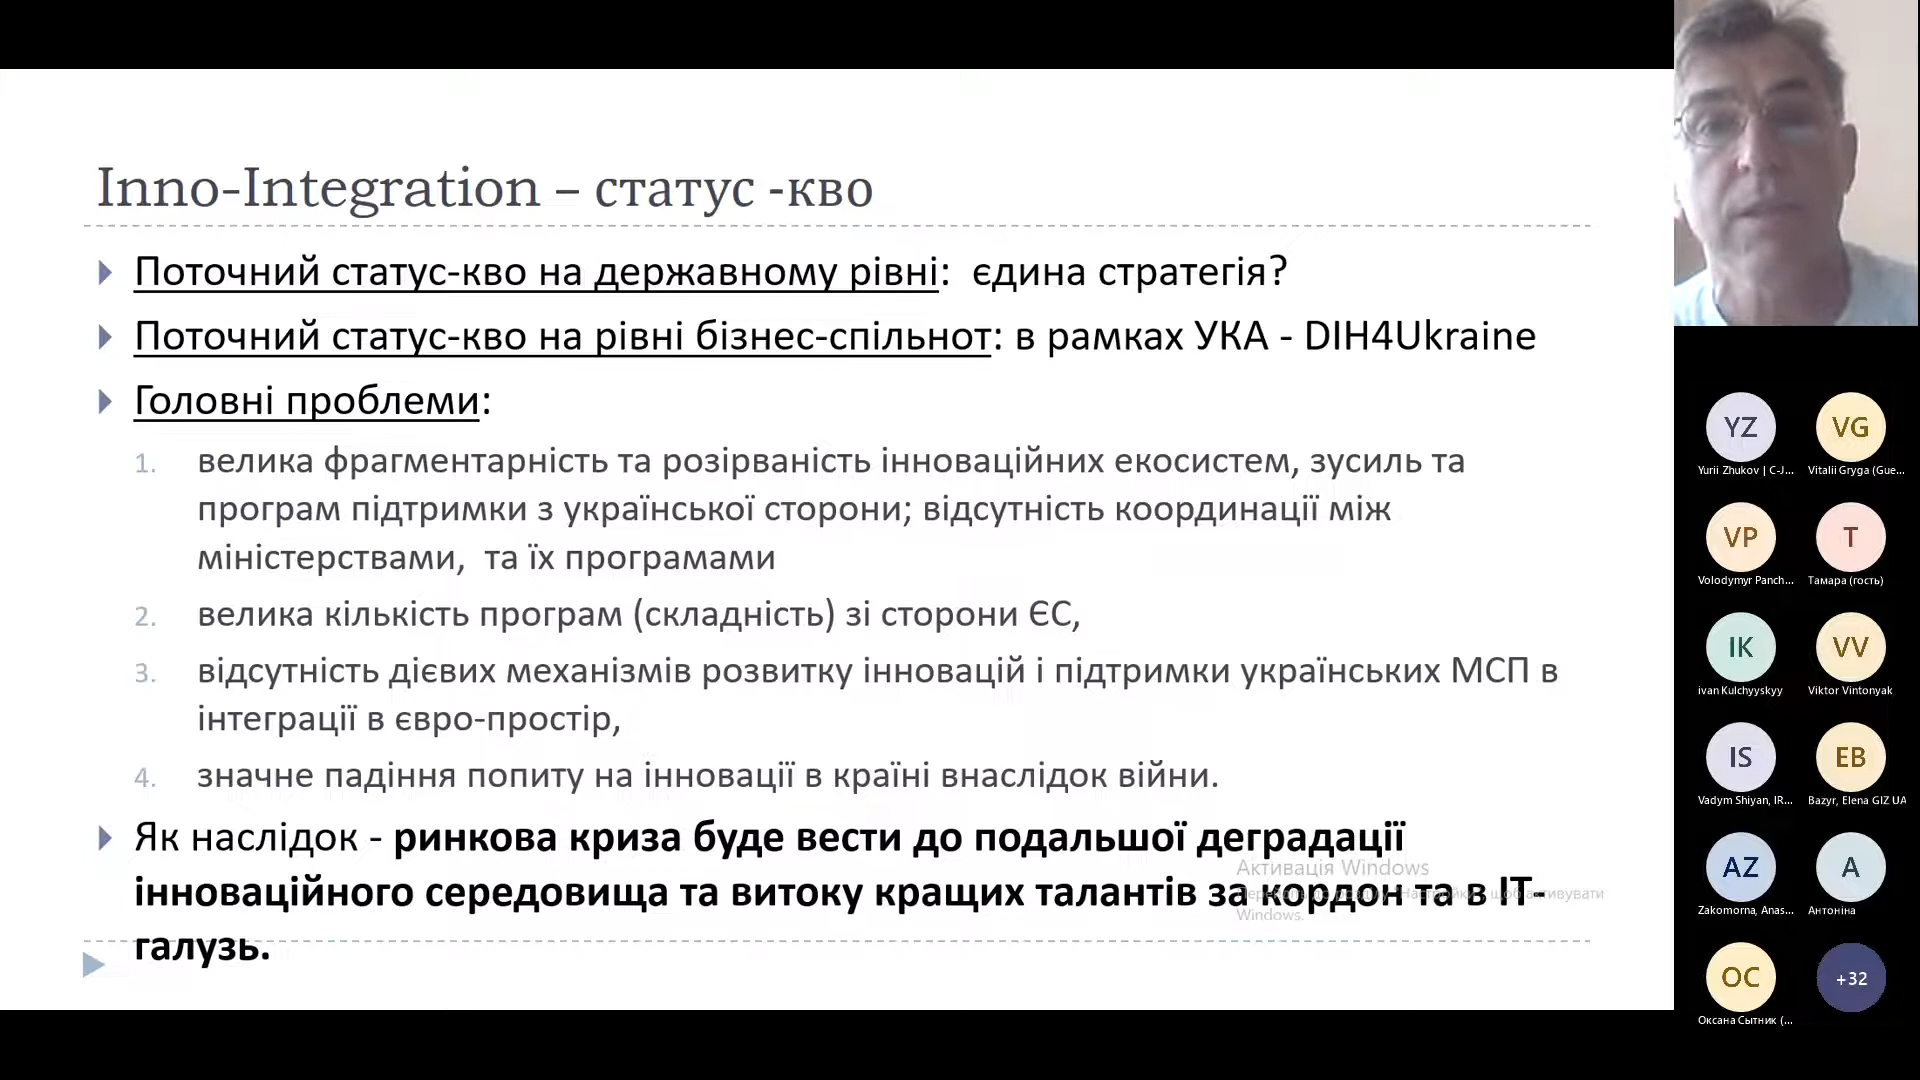 Inno-Integration – статус -кво
Поточний статус-кво на державному рівні:  єдина стратегія?
Поточний статус-кво на рівні бізнес-спільнот: в рамках УКА - DIH4Ukraine
Головні проблеми:
1. велика фрагментарність та розірваність інноваційних екосистем, зусиль та
програм підтримки з української сторони; відсутність координації між
міністерствами,  та їх програмами
2. велика кількість програм (складність) зі сторони ЄС,
3. відсутність дієвих механізмів розвитку інновацій і підтримки українських МСП в
інтеграції в євро-простір,
4. значне падіння попиту на інновації в країні внаслідок війни.
Як наслідок - ринкова криза буде вести до подальшої деградації
інноваційного середовища та витоку кращих талантів за кордон та в ІТ-
галузь.
Активація Windows
щоб активувати
Windows.
YZ
Yurii Zhukov | C-J...
VG
Vitalii Gryga (Gue...
VP
Volodymyr Panch...
T
Тамара (гость)
IK
ivan Kulchyyskyy
VV
Viktor Vintonyak
IS
Vadym Shiyan, IR...
EB
Bazyr, Elena GIZ UA
AZ
Zakomorna, Anas...
A
Антоніна
ОС
Оксана Сытник (...
+32